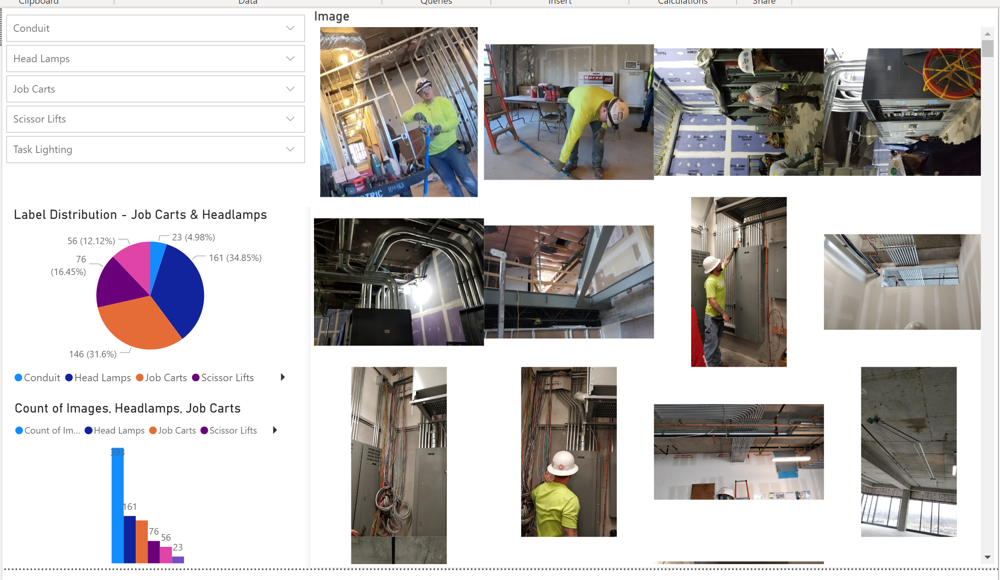 Clipboard
Data
Queries
Insert
Calculations
Share
Conduit
Head Lamps
Job Carts
Scissor Lifts
Task Lighting
Label Distribution - Job Carts & Headlamps
23 (4.98%)
56 (12.12%)
161 (34.85%)
76
(16.45%)
146 (31.6%)
Conduit Head Lamps Job Carts Scissor Lifts
Count of Images, Headlamps, Job Carts
Count of Im... Head Lamps Job Carts Scissor Lifts
393
161
76
56
23
Image
TRIC 104483
Mared
mechanical
National
Gypsum